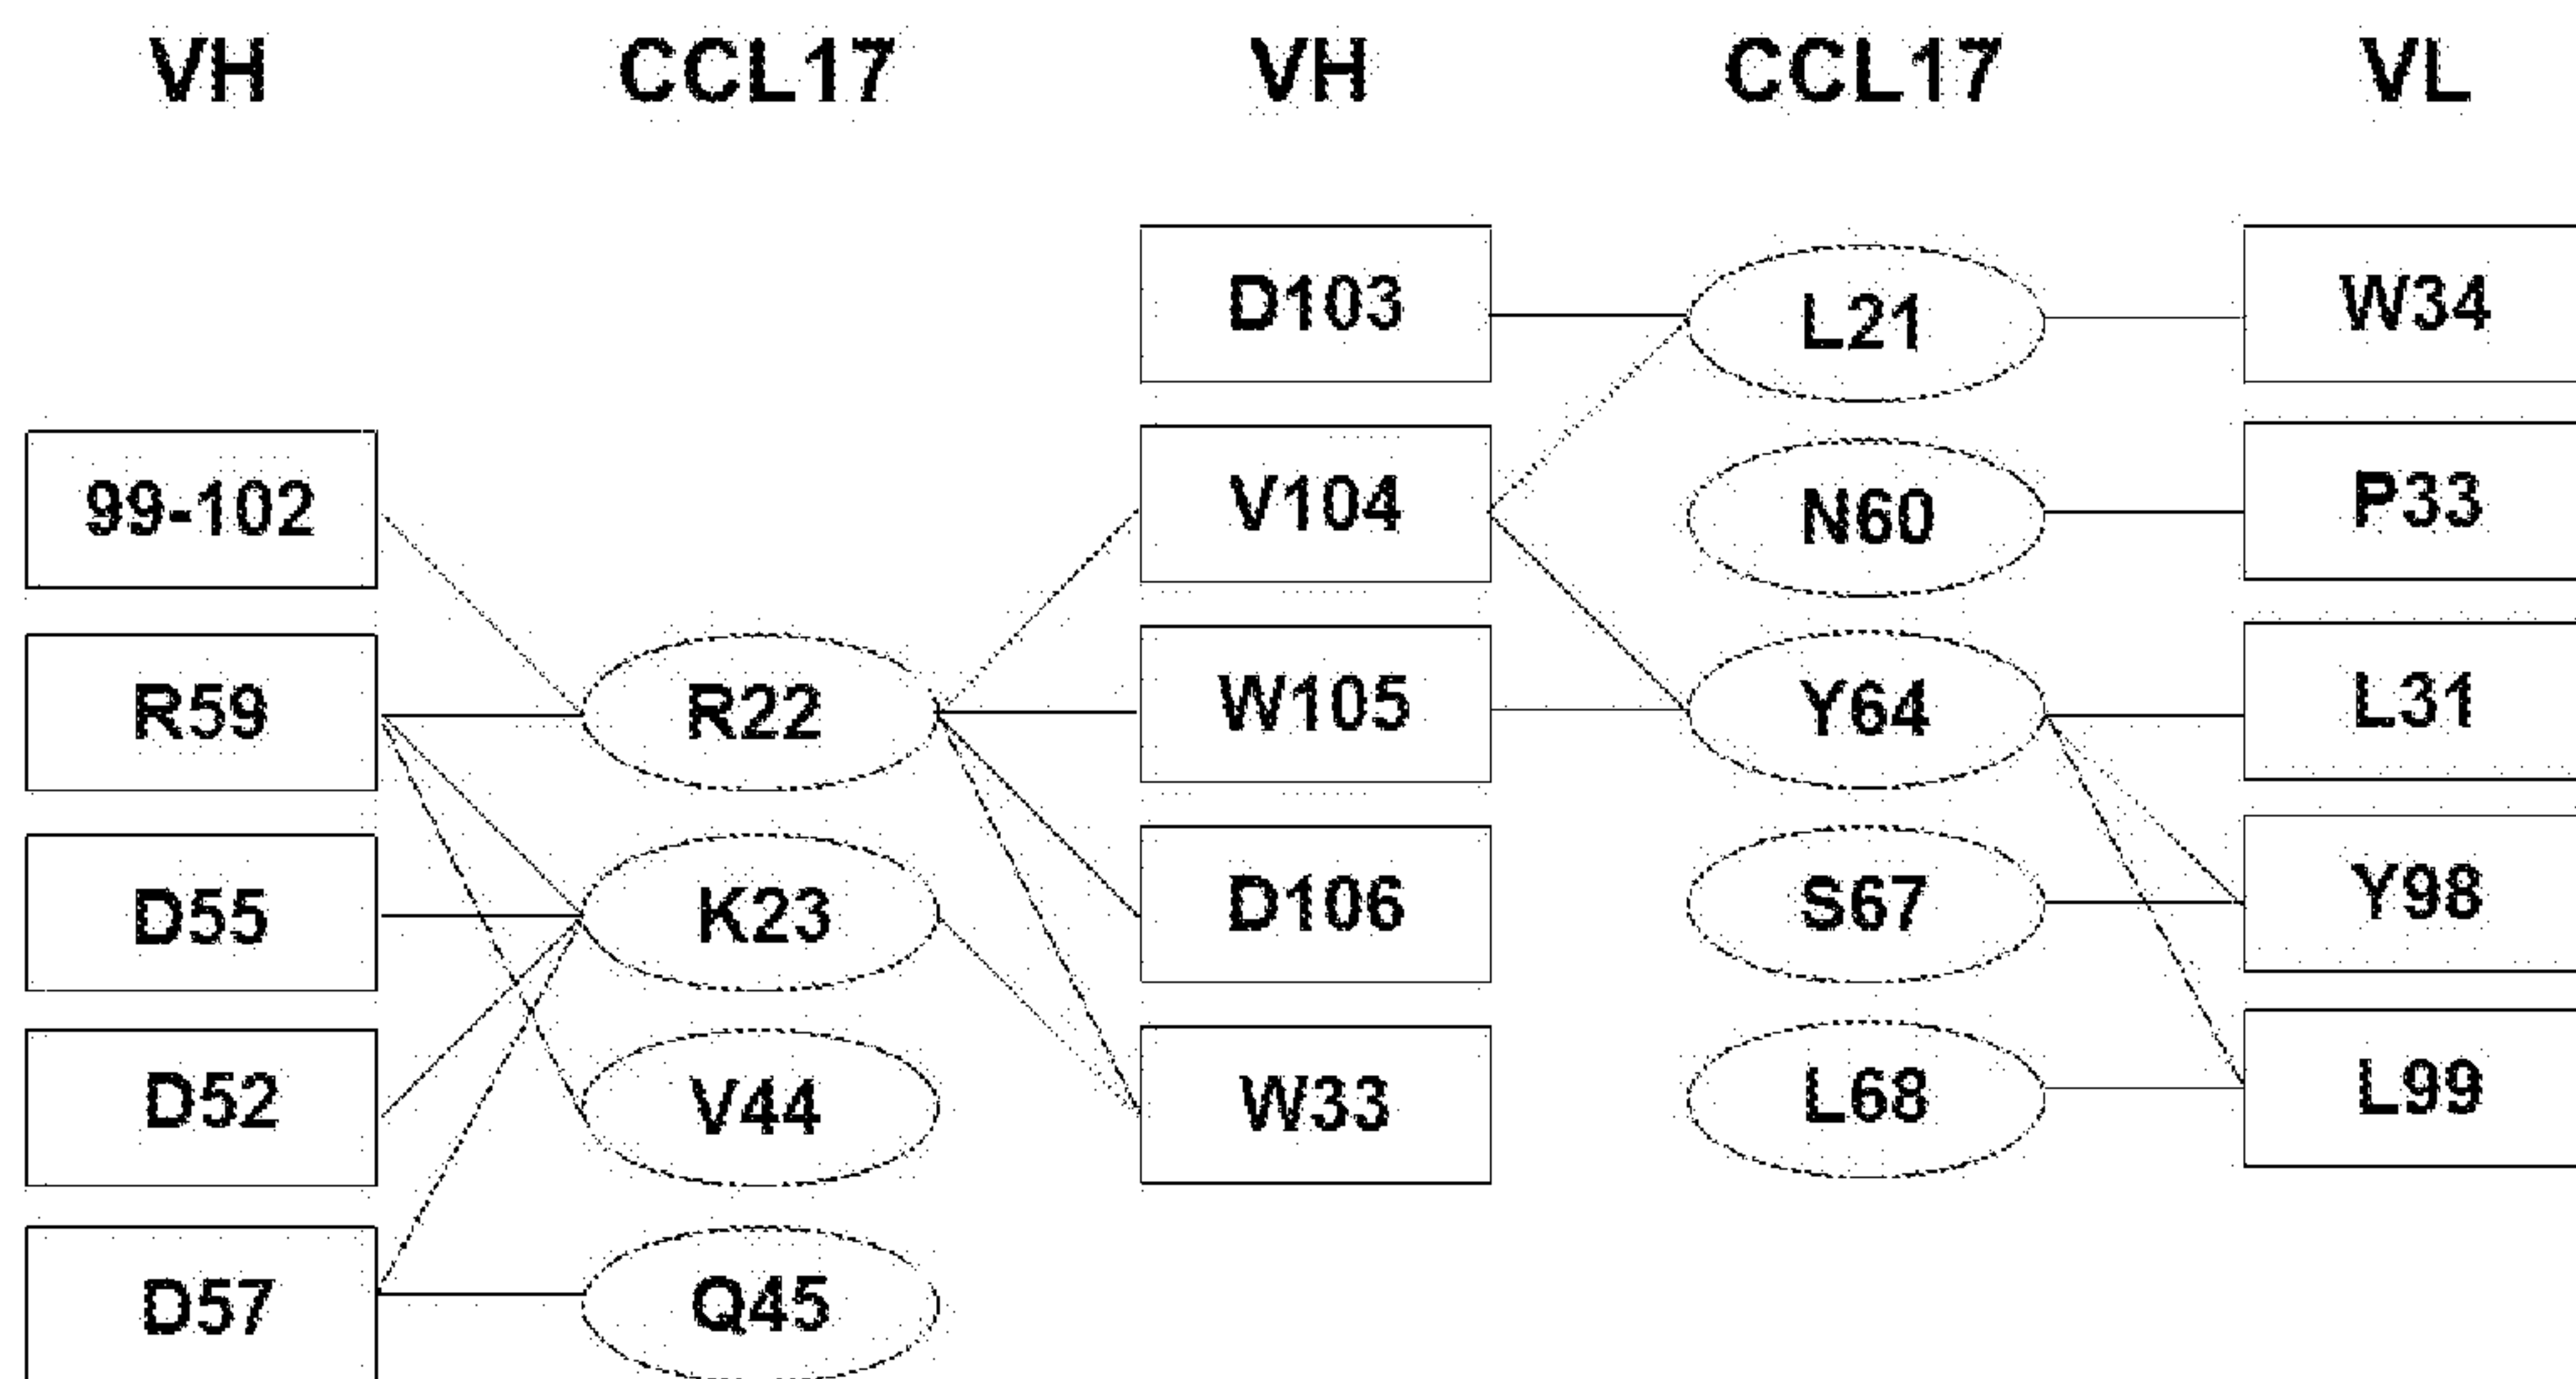 VH CCL17 VH CCL17 VL
D103 L21 W34
99-102 V104 N60 P33
R59 R22 W105 Y64 L31
D55 K23 D106 S67 Y98
D52 V44 W33 L68 L99
D57 Q45